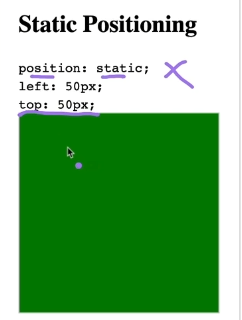 Static Positioning
position: static;
left: 50px;
top: 50px;